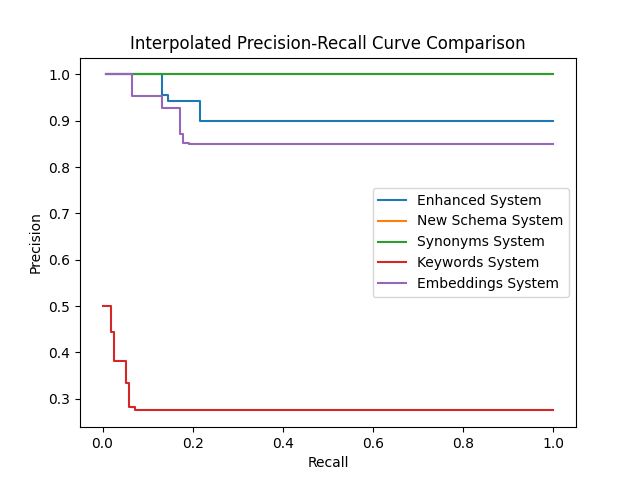 Interpolated Precision-Recall Curve Comparison
1.0
0.9
0.8
0.7
0.6
0.5
0.4
0.3
Precision
Enhanced System
New Schema System
Synonyms System
Keywords System
Embeddings System
0.0 0.2 0.4 0.6 0.8 1.0
Recall